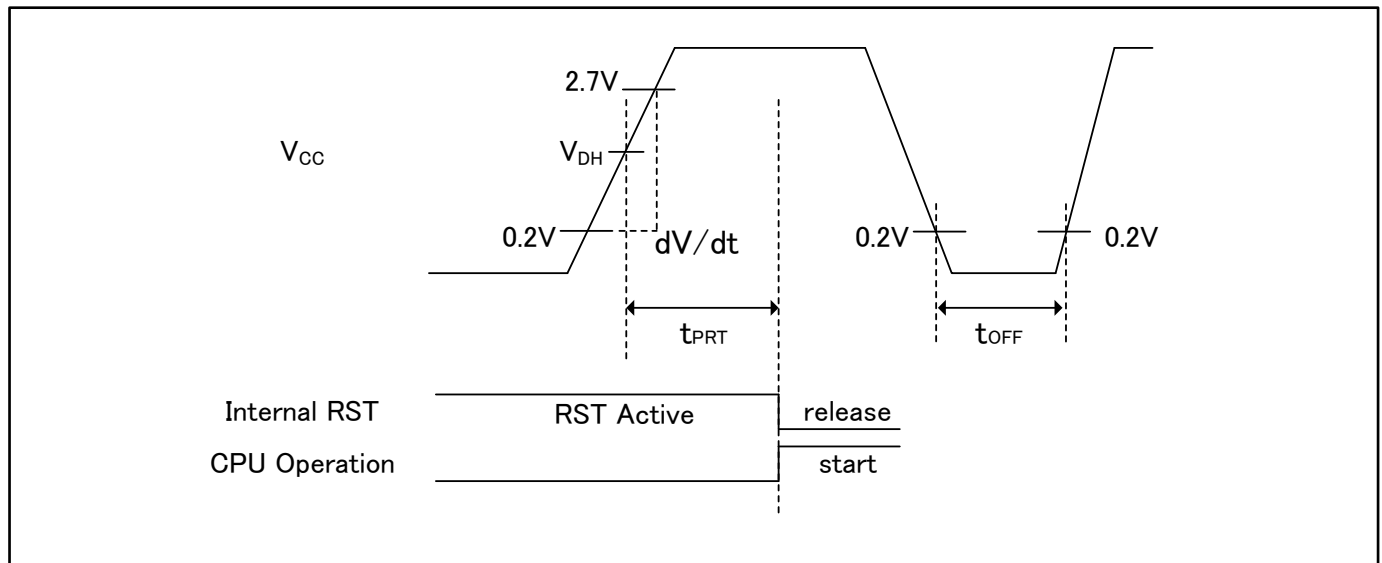 2.7V
VCC
VDH
0.2V
dV/dt
0.2V
0.2V
tPRT
tOFF
Internal RST
RST Active
release
CPU Operation
start